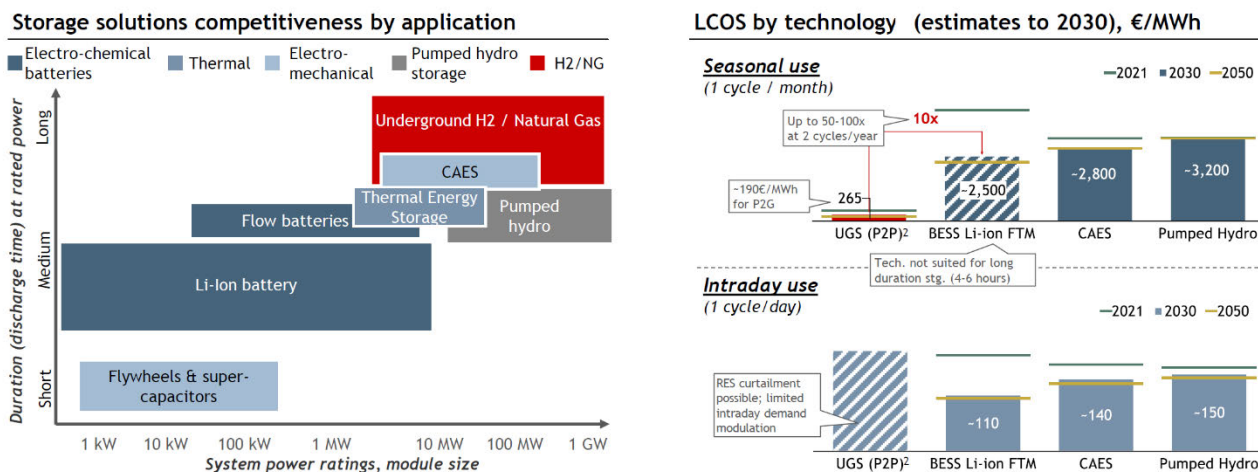 Storage solutions competitiveness by application
Electro-chemical
batteries
Thermal
Electro-
mechanical
Pumped hydro
storage
H2/NG
Duration (discharge time) at rated power
Long
Medium
Short
Underground H2 / Natural Gas
CAES
Thermal Energy
Storage
Flow batteries
Pumped
hydro
Li-Ion battery
Flywheels & super-
capacitors
1 kW 10 kW 100 kW 1 MW 10 MW 100 MW 1 GW
System power ratings, module size
LCOS by technology (estimates to 2030), €/MWh
Seasonal use
(1 cycle / month)
2021 2030 2050
Up to 50-100x
at 2 cycles/year
10x
~190€/MWh
for P2G
265
~2,500
~2,800
~3,200
UGS (P2P)² BESS Li-ion FTM CAES Pumped Hydro
Tech. not suited for long
duration stg. (4-6 hours)
Intraday use
(1 cycle/day)
2021 2030 2050
RES curtailment
possible; limited
intraday demand
modulation
~110
~140
~150
UGS (P2P)² BESS Li-ion FTM CAES Pumped Hydro